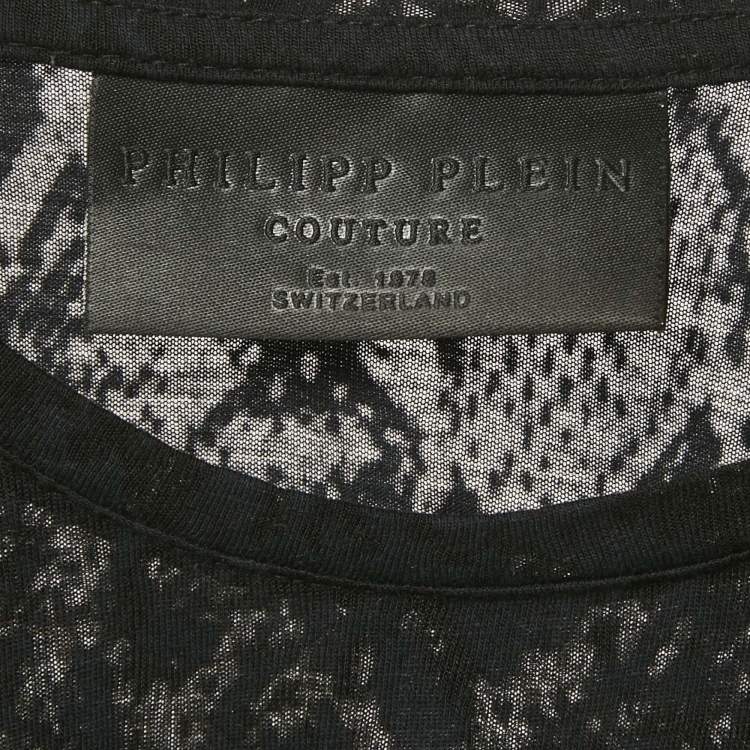 PHILIPP PLEIN
COUTURE
Est. 1978
SWITZERLAND